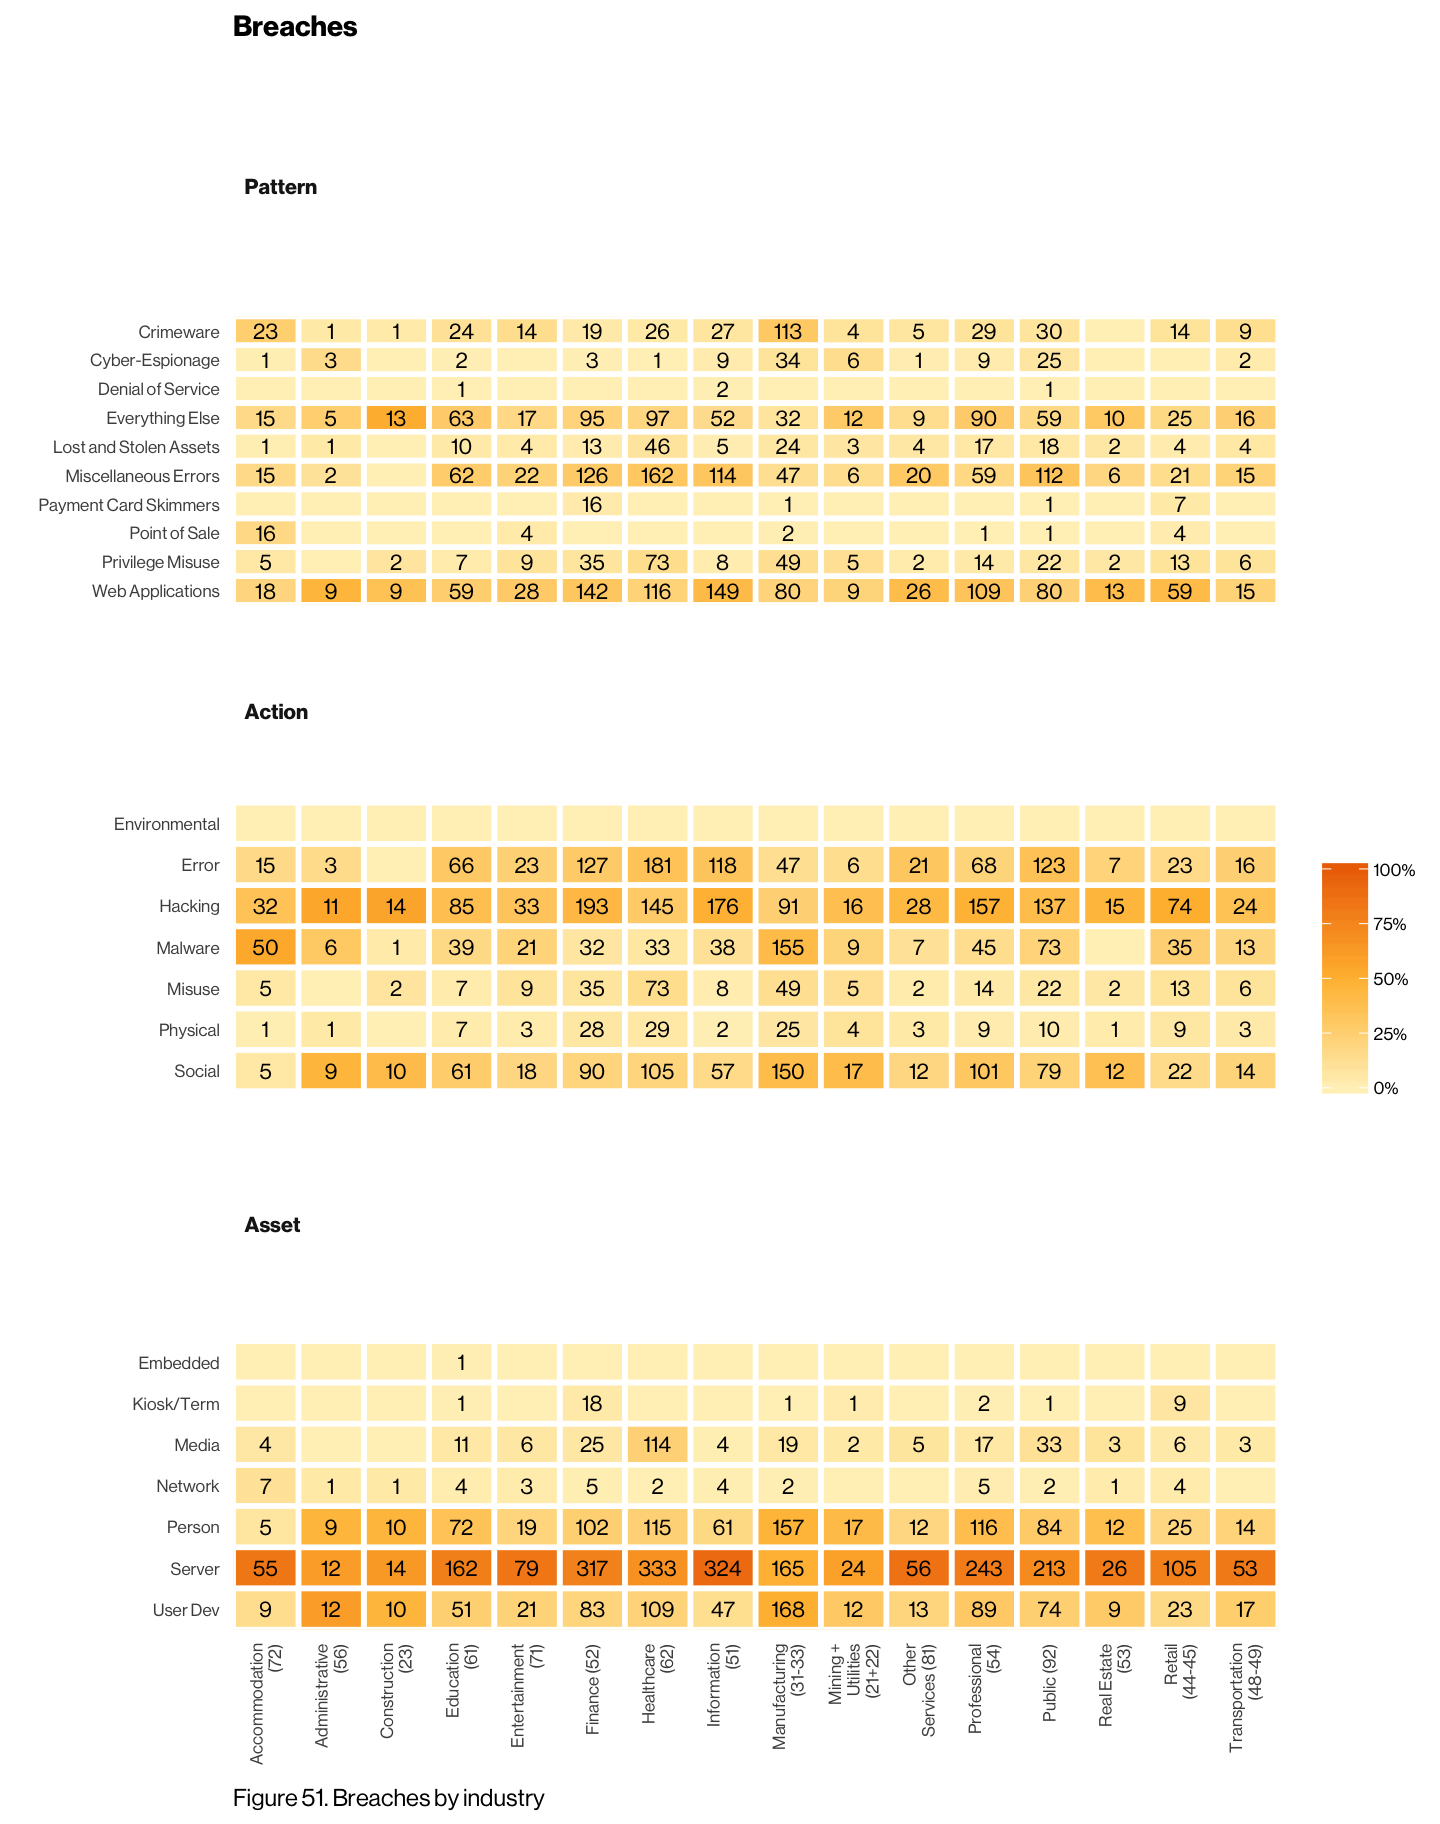 Breaches
Pattern
Crimeware 23 1 1 24 14 19 26 27 113 4 5 29 30 14 9
Cyber-Espionage 1 3 2 3 1 9 34 6 1 9 25 2
Denial of Service 1 2 1
Everything Else 15 5 13 63 17 95 97 52 32 12 9 90 59 10 25 16
Lost and Stolen Assets 1 1 10 4 13 46 5 24 3 4 17 18 2 4 4
Miscellaneous Errors 15 2 62 22 126 162 114 47 6 20 59 112 6 21 15
Payment Card Skimmers 16 1 1 7
Point of Sale 16 4 2 1 1 4
Privilege Misuse 5 2 7 9 35 73 8 49 5 2 14 22 2 13 6
Web Applications 18 9 9 59 28 142 116 149 80 9 26 109 80 13 59 15
Action
Environmental
Error 15 3 66 23 127 181 118 47 6 21 68 123 7 23 16
Hacking 32 11 14 85 33 193 145 176 91 16 28 157 137 15 74 24
Malware 50 6 1 39 21 32 33 38 155 9 7 45 73 35 13
Misuse 5 2 7 9 35 73 8 49 5 2 14 22 2 13 6
Physical 1 1 7 3 28 29 2 25 4 3 9 10 1 9 3
Social 5 9 10 61 18 90 105 57 150 17 12 101 79 12 22 14
100%
75%
50%
25%
0%
Asset
Embedded 1
Kiosk/Term 1 18 1 1 2 1 9
Media 4 11 6 25 114 4 19 2 5 17 33 3 6 3
Network 7 1 1 4 3 5 2 4 2 5 2 1 4
Person 5 9 10 72 19 102 115 61 157 17 12 116 84 12 25 14
Server 55 12 14 162 79 317 333 324 165 24 56 243 213 26 105 53
User Dev 9 12 10 51 21 83 109 47 168 12 13 89 74 9 23 17
Accommodation
(72)
Administrative
(56)
Construction
(23)
Education
(61)
Entertainment
(71)
Finance (52)
Healthcare
(62)
Information
(51)
Manufacturing
(31-33)
Mining +
Utilities
(21+22)
Other
Services (81)
Professional
(54)
Public (92)
Real Estate
(53)
Retail
(44-45)
Transportation
(48-49)
Figure 51. Breaches by industry